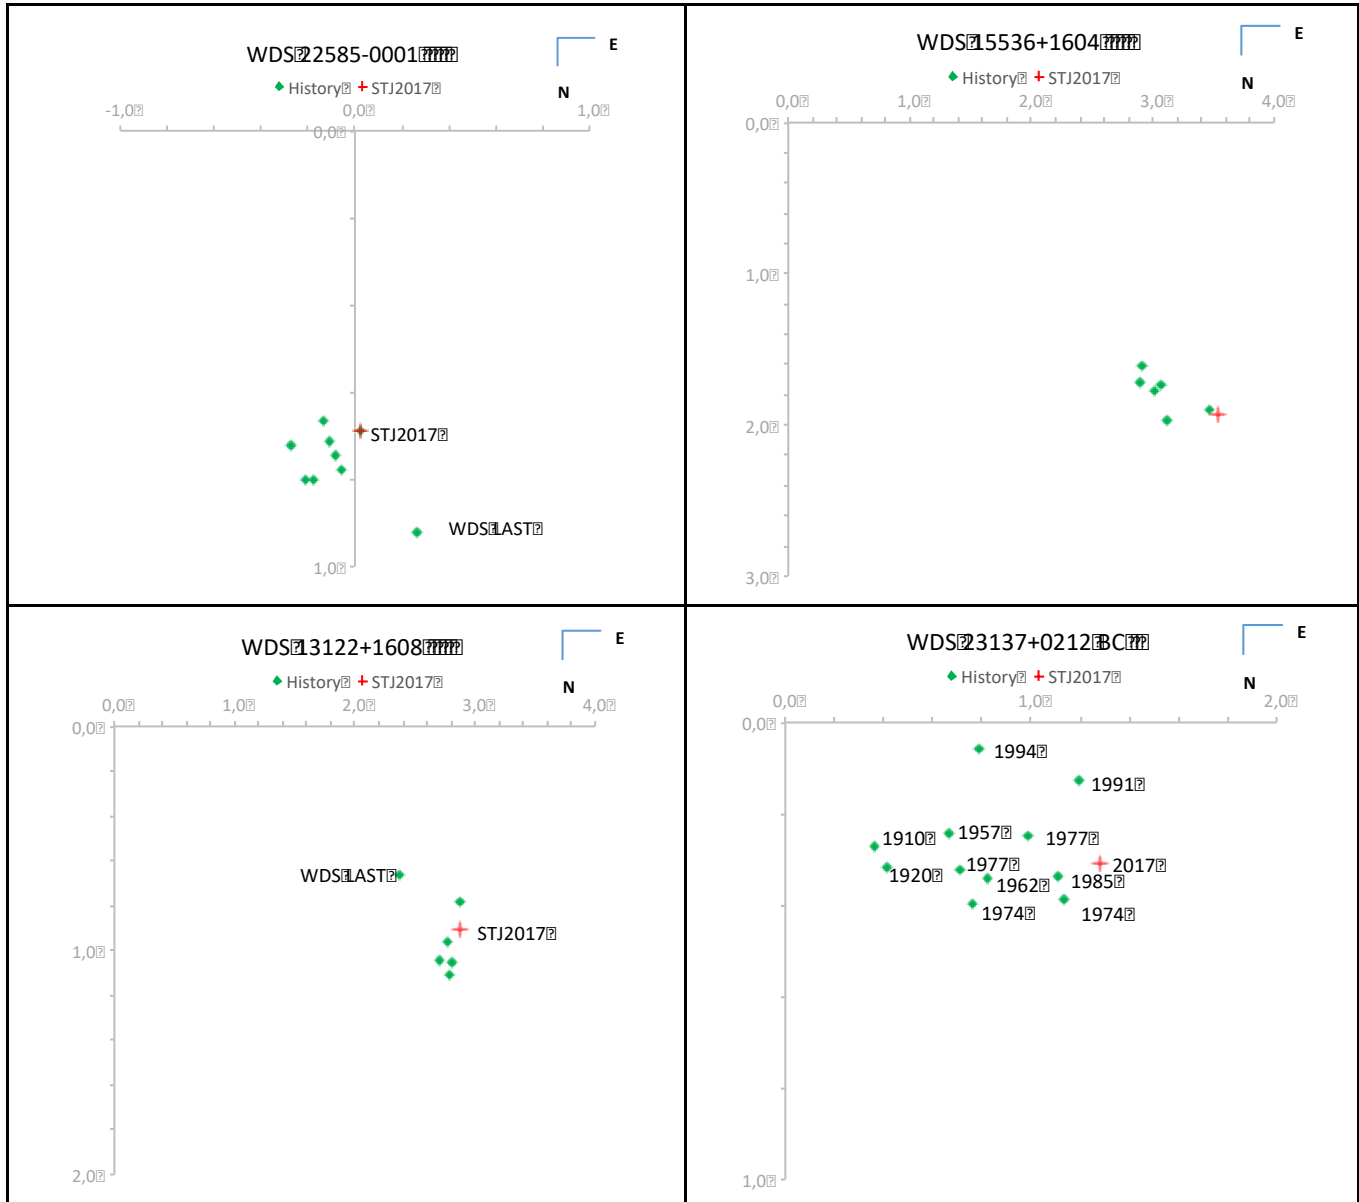 WDS 22585-0001
E
History STJ2017
N
-1,0 0,0 1,0
0,0
STJ2017
WDS LAST
1,0
WDS 15536+1604
E
History STJ2017
N
0,0 1,0 2,0 3,0 4,0
0,0
1,0
2,0
3,0
WDS 13122+1608
E
History STJ2017
N
0,0 1,0 2,0 3,0 4,0
0,0
WDS LAST
STJ2017
1,0
2,0
WDS 23137+0212 BC
E
History STJ2017
N
0,0 1,0 2,0
0,0
1994
1991
1910 1957 1977
1920 1977 1962 1985 2017
1974 1974
1,0